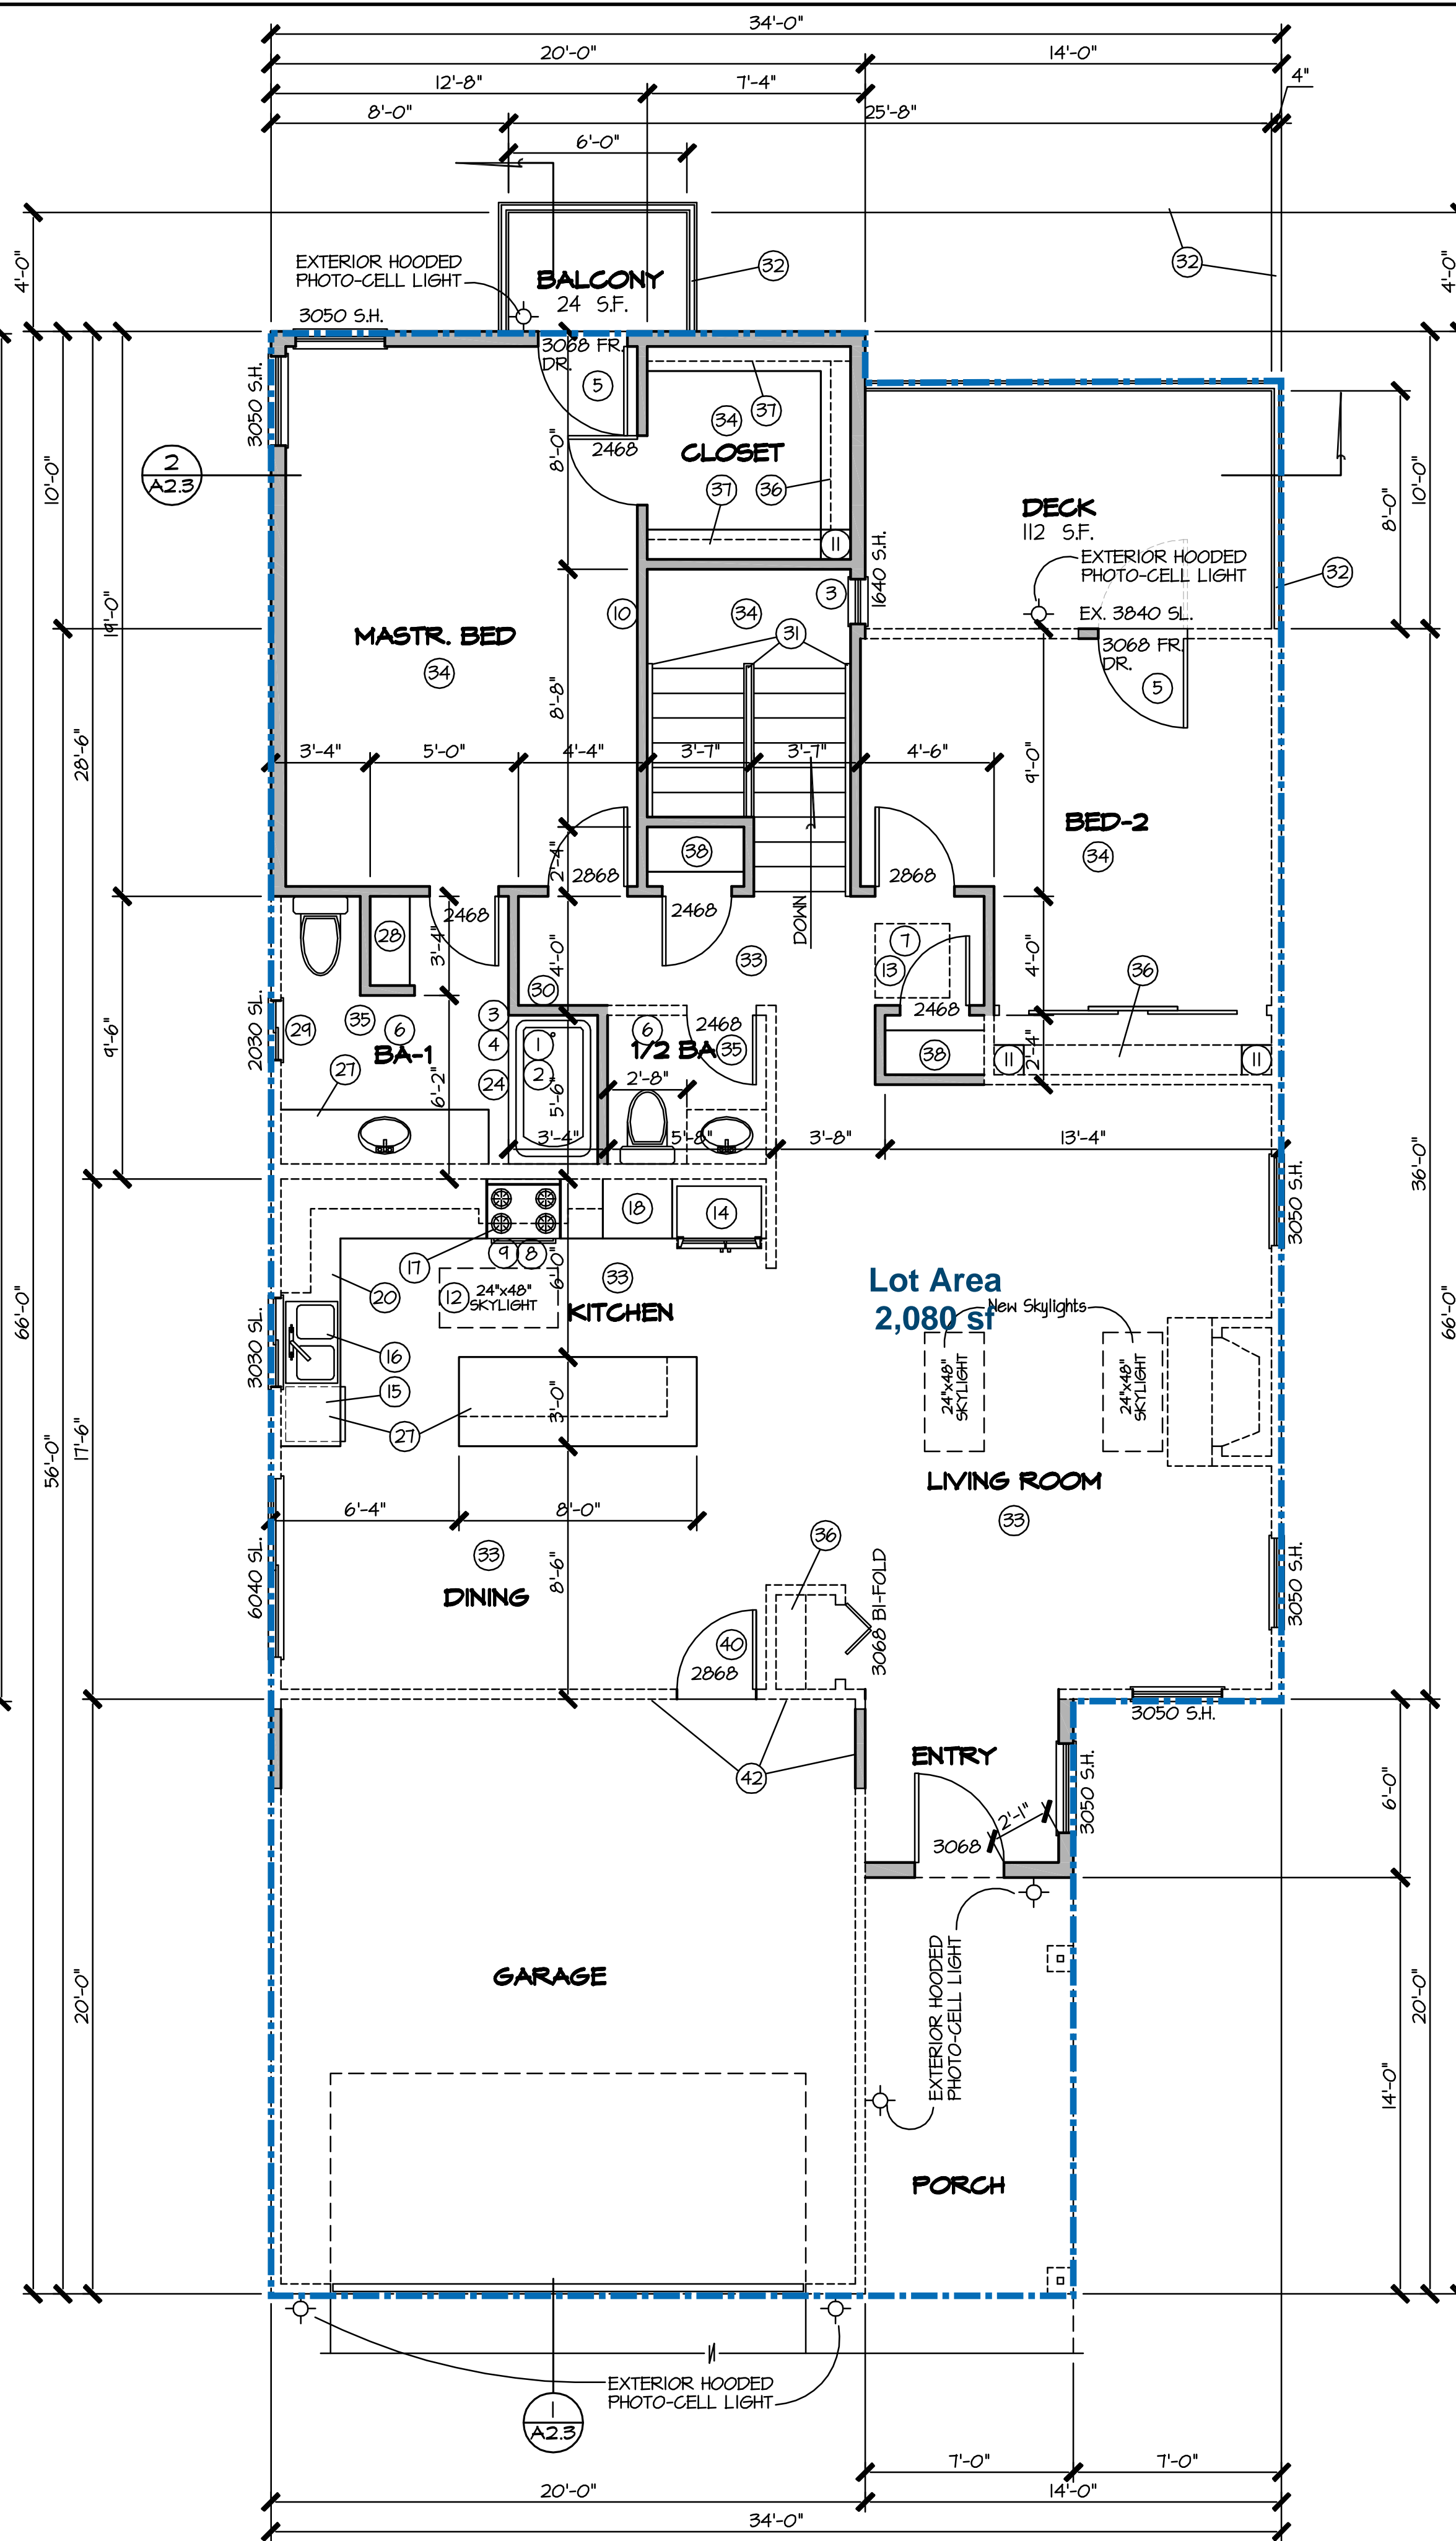 34'-0"
20'-0"
14'-0"
12'-8"
7'-4"
4"
8'-0"
25'-8"
6'-0"
4'-0"
EXTERIOR HOODED
PHOTO-CELL LIGHT
BALCONY
24 S.F.
32
32
4'-0"
3050 S.H.
3068 FR.
DR.
5
3050 S.H.
2468
34
37
CLOSET
37
36
11
2
A2.3
10'-0"
19'-0"
28'-6"
8'-0"
DECK
112 S.F.
EXTERIOR HOODED
PHOTO-CELL LIGHT
8'-0"
10'-0"
32
1640 S.H.
3
34
10
31
EX. 3840 SL.
3068 FR.
DR.
5
MASTR. BED
34
8'-8"
3'-4"
5'-0"
4'-4"
3'-7"
3'-7"
4'-6"
9'-0"
BED-2
34
38
2'-4"
2868
2868
2468
2468
DOWN
28
3'-4"
4'-0"
33
7
13
4'-0"
36
30
2468
2030 SL.
29
35
6
BA-1
3
4
24
1
2
6
2468
1/2 BA
35
38
11
11
2'-4"
9'-6"
27
6'-2"
5'-6"
2'-8"
3'-4"
5'-8"
3'-8"
13'-4"
36'-0"
3050 S.H.
18
14
17
9
8
6'-0"
33
20
12
24"x48"
SKYLIGHT
KITCHEN
Lot Area
2,080 sf
New Skylights
66'-0"
66'-0"
3030 SL.
16
15
27
3'-0"
24"x48"
SKYLIGHT
24"x48"
SKYLIGHT
56'-0"
17'-6"
LIVING ROOM
33
6'-4"
8'-0"
33
DINING
8'-6"
6040 SL.
36
3068 BI-FOLD
3050 S.H.
40
2868
3050 S.H.
42
ENTRY
3050 S.H.
2'-1"
3068
6'-0"
GARAGE
EXTERIOR HOODED
PHOTO-CELL LIGHT
20'-0"
20'-0"
14'-0"
PORCH
EXTERIOR HOODED
PHOTO-CELL LIGHT
1
A2.3
7'-0"
7'-0"
20'-0"
14'-0"
34'-0"